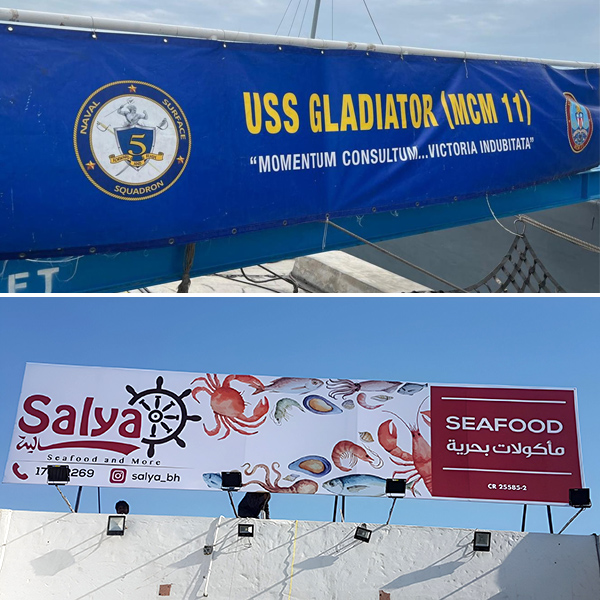 NAVAL SURFACE
5
SQUADRON
USS GLADIATOR (MCM 11)
"MOMENTUM CONSULTUM...VICTORIA INDUBITATA"
ET
Salya
سالية
Seafood and More
salya_bh
SEAFOOD
مأكولات بحرية
CR 25585-2